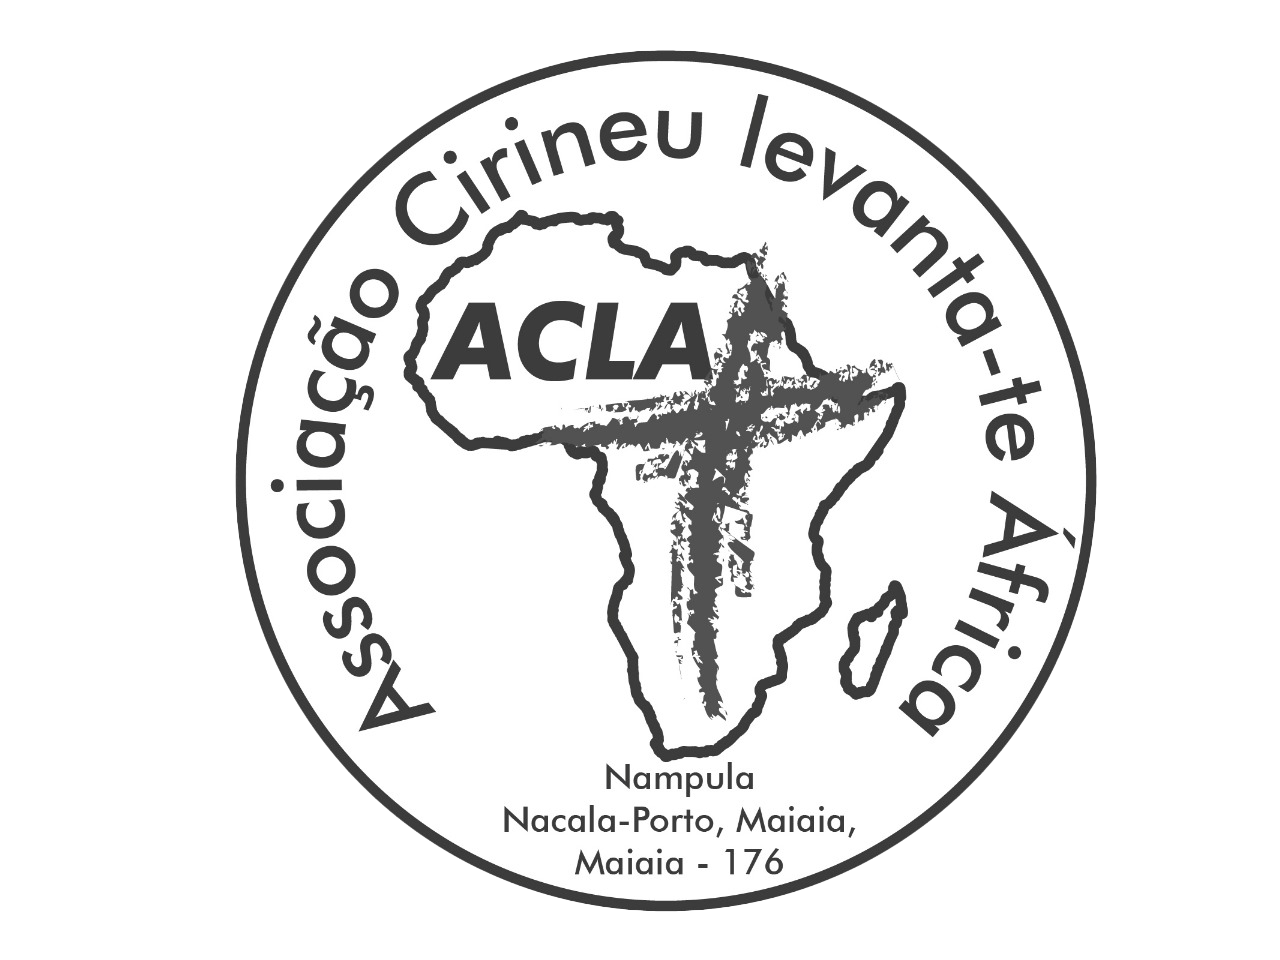 Associação Cirineu levanta-te África
ACLA
Nampula
Nacala-Porto, Maiaia,
Maiaia - 176